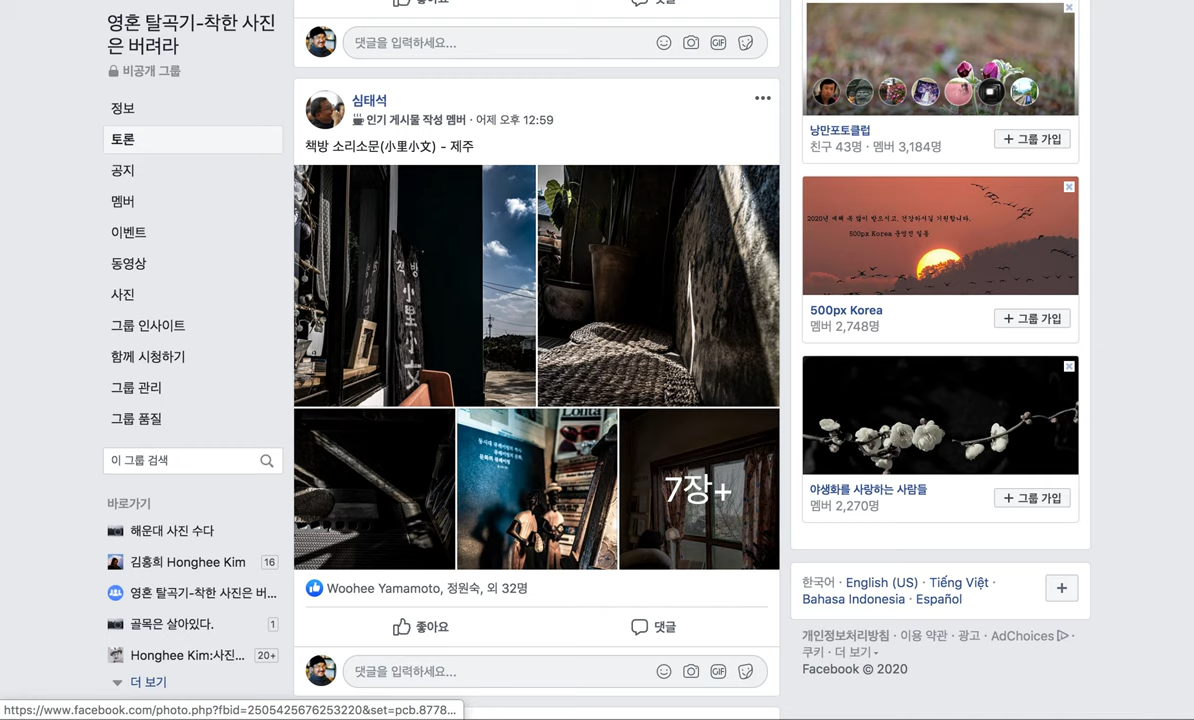 영혼 탈곡기-착한 사진
은 버려라
비공개 그룹
정보
토론
공지
멤버
이벤트
동영상
사진
그룹 인사이트
함께 시청하기
그룹 관리
그룹 품질
이 그룹 검색
바로가기
해운대 사진 수다
김홍희 Honghee Kim 16
영혼 탈곡기-착한 사진은 버...
골목은 살아있다. 1
Honghee Kim:사진... 20+
더 보기
좋아요 댓글
댓글을 입력하세요... GIF
심태석
인기 게시물 작성 멤버 · 어제 오후 12:59
책방 소리소문(小里小文) - 제주
책방
小里小文
7장+
Woohee Yamamoto, 정원숙, 외 32명
좋아요 댓글
댓글을 입력하세요... GIF
낭만포토클럽
친구 43명 · 멤버 3,184명
+ 그룹 가입
2020년 새해 복 많이 받으시고, 건강하시길 기원합니다.
500px Korea 운영진 일동
500px Korea
멤버 2,748명
+ 그룹 가입
야생화를 사랑하는 사람들
멤버 2,270명
+ 그룹 가입
한국어 · English (US) · Tiếng Việt ·
Bahasa Indonesia · Español
+
개인정보처리방침 · 이용 약관 · 광고 · AdChoices ·
쿠키 · 더 보기
Facebook © 2020
https://www.facebook.com/photo.php?fbid=2505425676253220&set=pcb.8778...